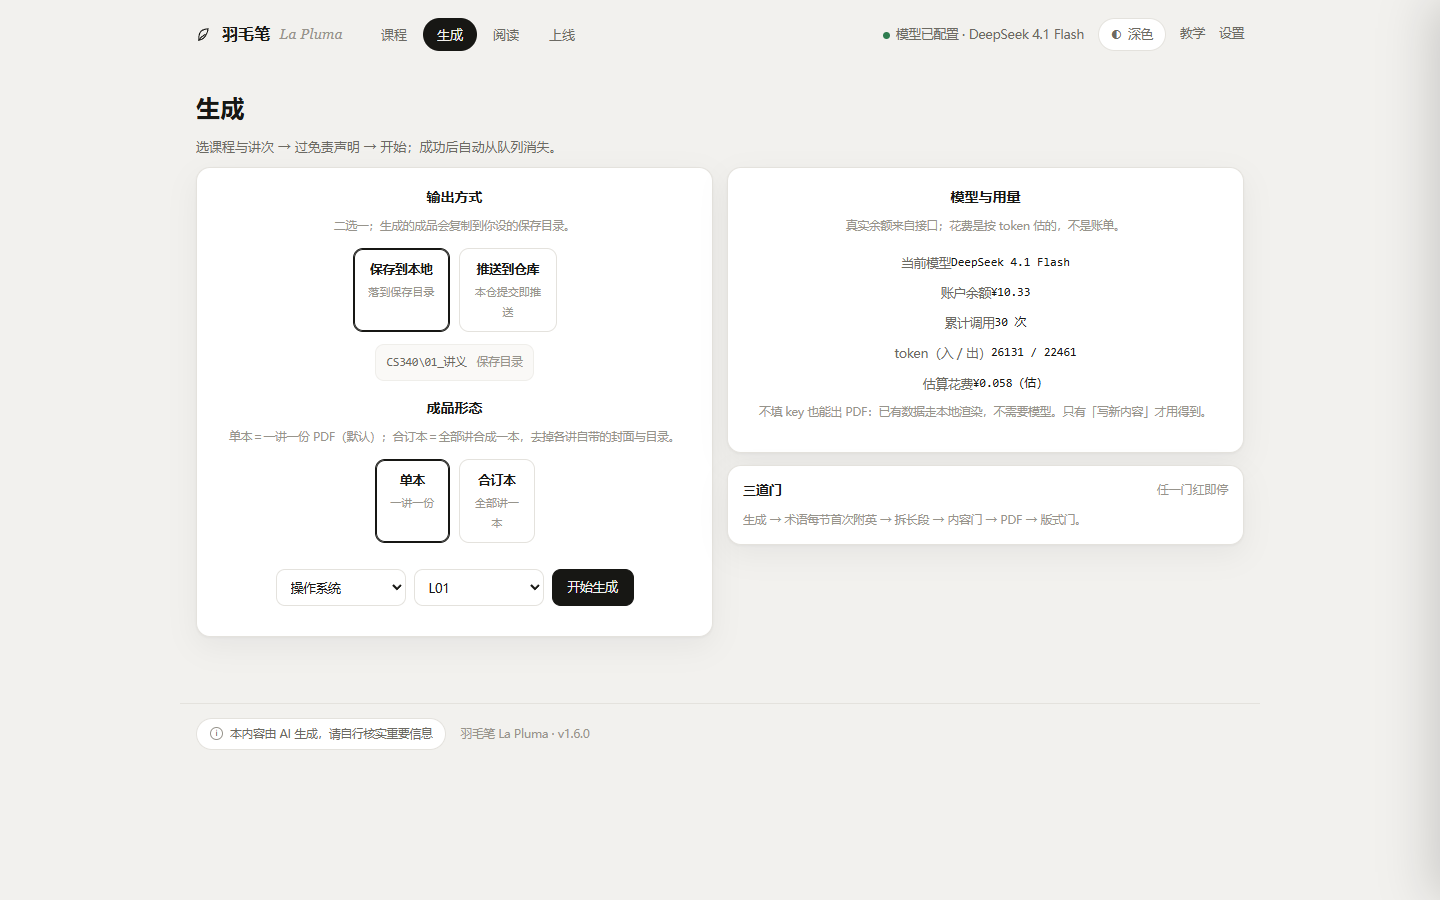 羽毛笔 La Pluma 课程 生成 阅读 上线 模型已配置 · DeepSeek 4.1 Flash 深色 教学 设置
生成
选课程与讲次 → 过免责声明 → 开始；成功后自动从队列消失。
输出方式
二选一；生成的成品会复制到你设的保存目录。
保存到本地
落到保存目录
推送到仓库
本仓提交即推
送
CS340\01_讲义 保存目录
成品形态
单本＝一讲一份 PDF（默认）；合订本＝全部讲合成一本，去掉各讲自带的封面与目录。
单本
一讲一份
合订本
全部讲一
本
操作系统 L01 开始生成
模型与用量
真实余额来自接口；花费是按 token 估的，不是账单。
当前模型DeepSeek 4.1 Flash
账户余额¥10.33
累计调用30 次
token（入 / 出）26131 / 22461
估算花费¥0.058（估）
不填 key 也能出 PDF：已有数据走本地渲染，不需要模型。只有「写新内容」才用得到。
三道门 任一门红即停
生成 → 术语每节首次附英 → 拆长段 → 内容门 → PDF → 版式门。
本内容由 AI 生成，请自行核实重要信息 羽毛笔 La Pluma · v1.6.0